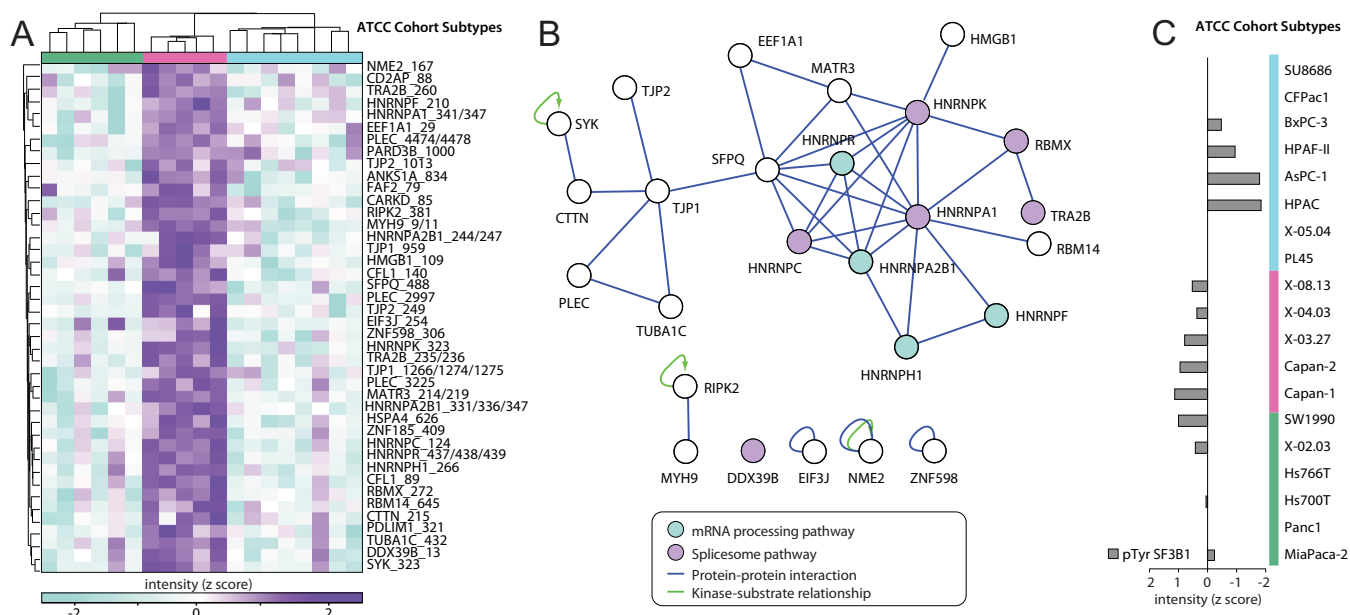 A
ATCC Cohort Subtypes
NME2_167
CD2AP_88
TRA2B_260
HNRNPF_210
HNRNPA1_341/347
EEF1A1_29
PLEC_4474/4478
PARD3B_1000
TJP2_1013
ANKS1A_834
FAF2_79
CARKD_85
RIPK2_381
MYH9_9/11
HNRNPA2B1_244/247
TJP1_959
HMGB1_109
CFL1_140
SFPQ_488
PLEC_2997
TJP2_249
EIF3J_254
ZNF598_306
HNRNPK_323
TRA2B_235/236
TJP1_1266/1274/1275
PLEC_3225
MATR3_214/219
HNRNPA2B1_331/336/347
HSPA4_626
ZNF185_409
HNRNPC_124
HNRNPR_437/438/439
HNRNPH1_266
CFL1_89
RBMX_272
RBM14_645
CTTN_215
PDLIM1_321
TUBA1C_432
DDX39B_13
SYK_323
intensity (z score)
-2 0 2
B
EEF1A1
HMGB1
MATR3
TJP2
HNRNPK
SYK
HNRNPR
RBMX
SFPQ
CTTN
TJP1
HNRNPA1
TRA2B
RBM14
HNRNPC
HNRNPA2B1
PLEC
TUBA1C
HNRNPF
HNRNPH1
RIPK2
MYH9
DDX39B
EIF3J
NME2
ZNF598
mRNA processing pathway
Splicesome pathway
Protein-protein interaction
Kinase-substrate relationship
C
ATCC Cohort Subtypes
SU8686
CFPac1
BxPC-3
HPAF-II
AsPC-1
HPAC
X-05.04
PL45
X-08.13
X-04.03
X-03.27
Capan-2
Capan-1
SW1990
X-02.03
Hs766T
Hs700T
Panc1
MiaPaca-2
pTyr SF3B1
2 1 0 -1 -2
intensity (z score)